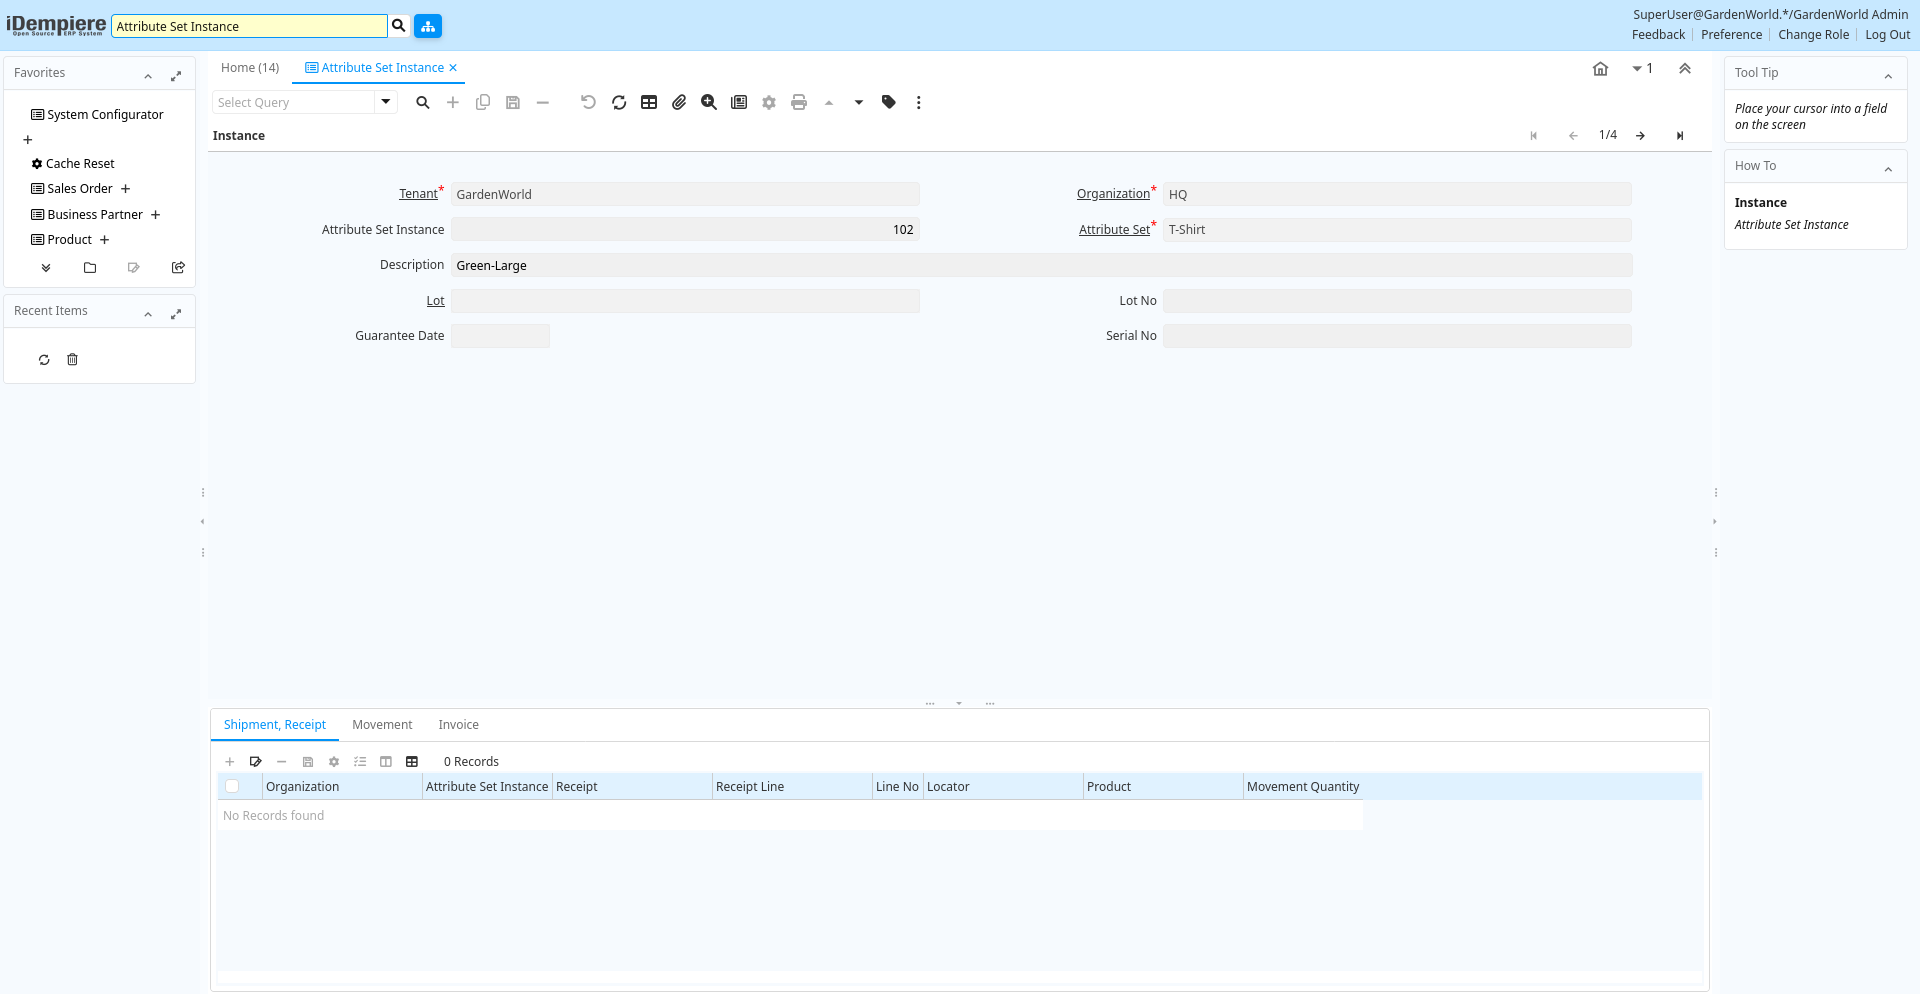 iDempiere
Open Source ERP System
Attribute Set Instance
SuperUser@GardenWorld.*/GardenWorld Admin
Feedback
Preference
Change Role
Log Out
Favorites
System Configurator
Cache Reset
Sales Order
Business Partner
Product
Recent Items
Home (14)
Attribute Set Instance
1
Select Query
Instance
1/4
Tenant*
GardenWorld
Organization*
HQ
Attribute Set Instance
102
Attribute Set*
T-Shirt
Description
Green-Large
Lot
Lot No
Guarantee Date
Serial No
Shipment, Receipt
Movement
Invoice
0 Records
Organization
Attribute Set Instance
Receipt
Receipt Line
Line No
Locator
Product
Movement Quantity
No Records found
Tool Tip
Place your cursor into a field
on the screen
How To
Instance
Attribute Set Instance